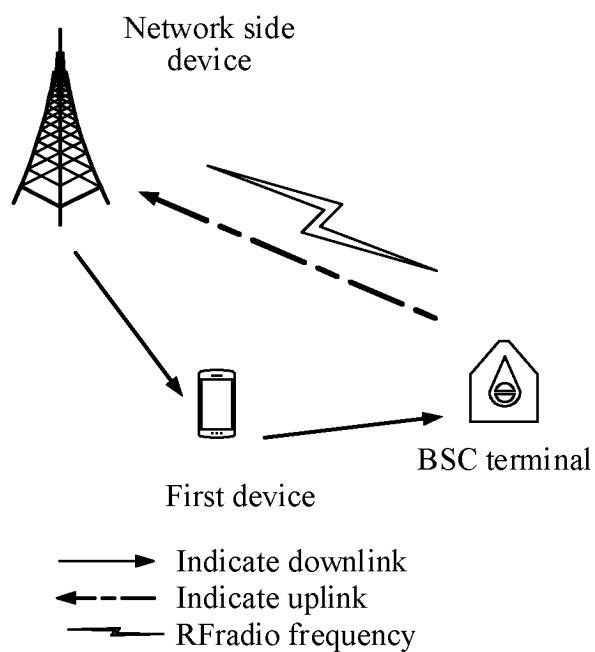 Network side
device
BSC terminal
First device
Indicate downlink
Indicate uplink
RFradio frequency